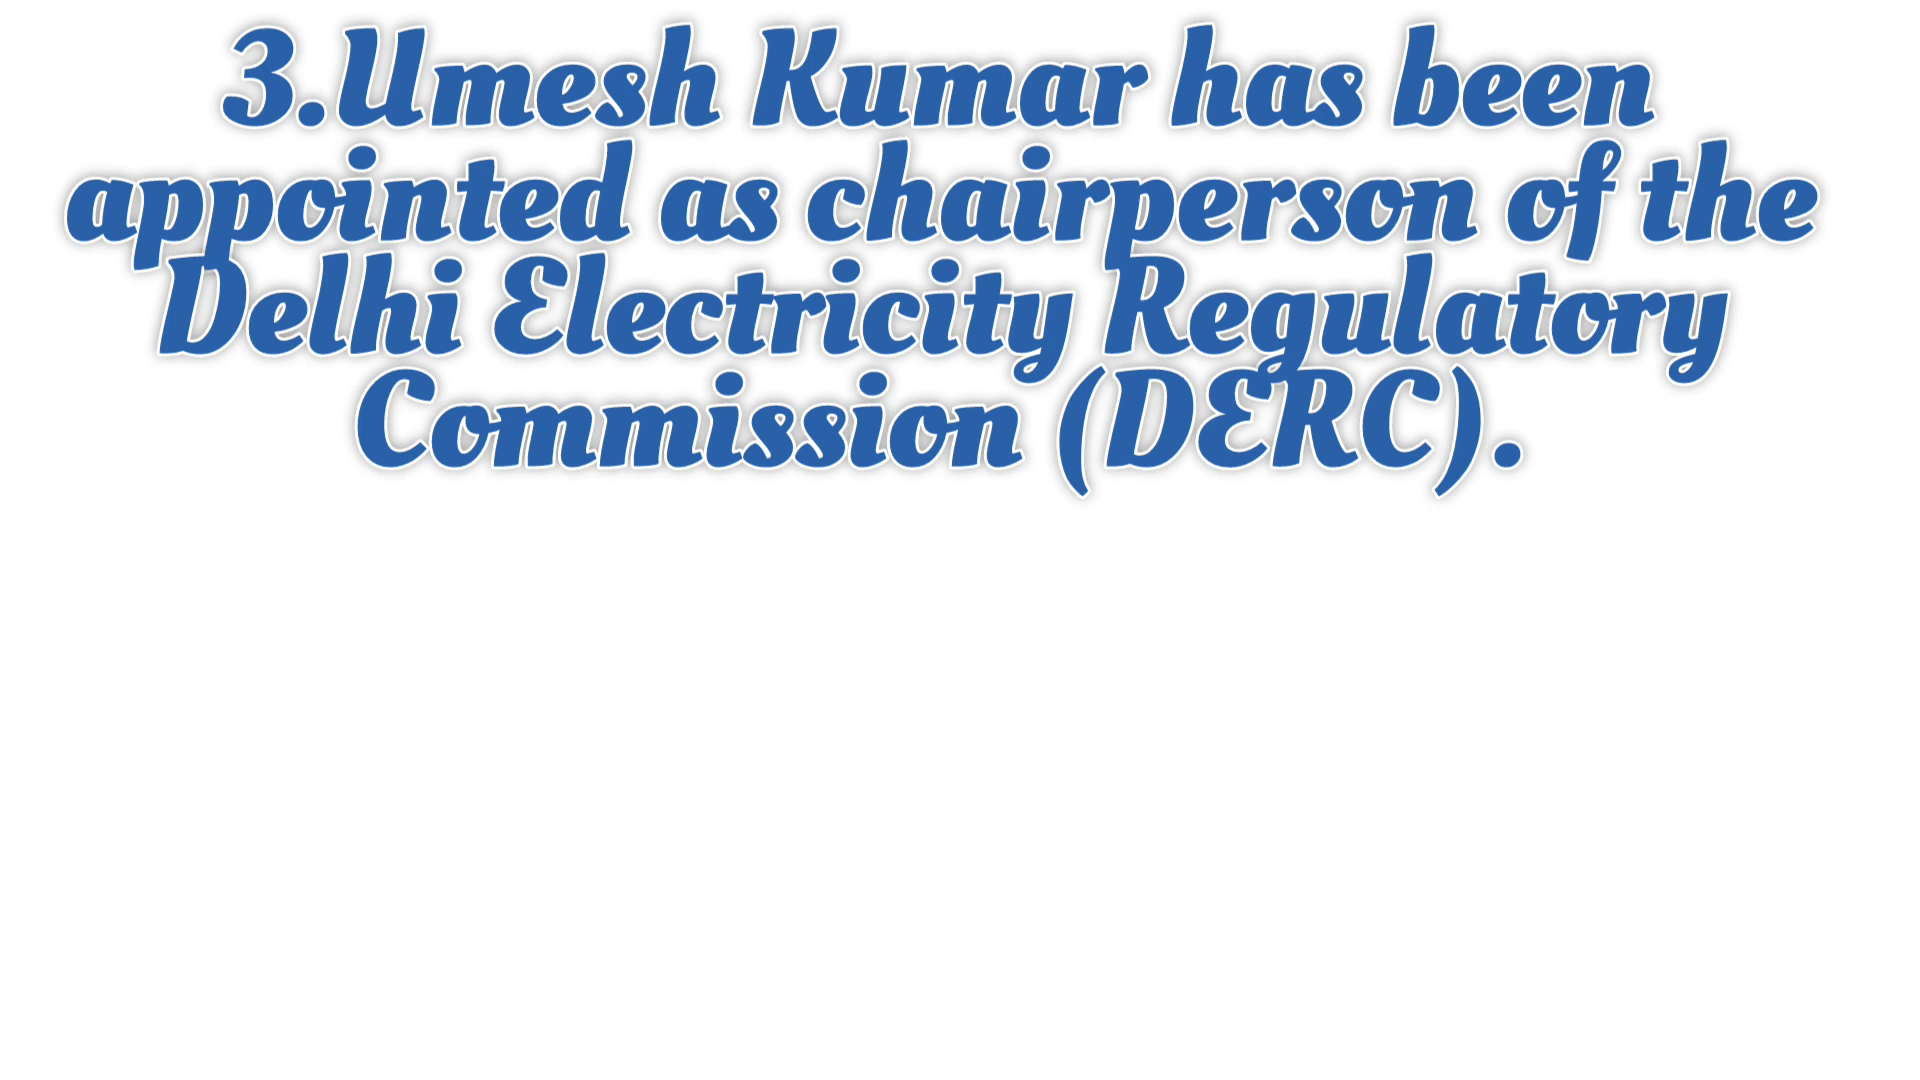 3.Umesh Kumar has been
appointed as chairperson of the
Delhi Electricity Regulatory
Commission (DERC).